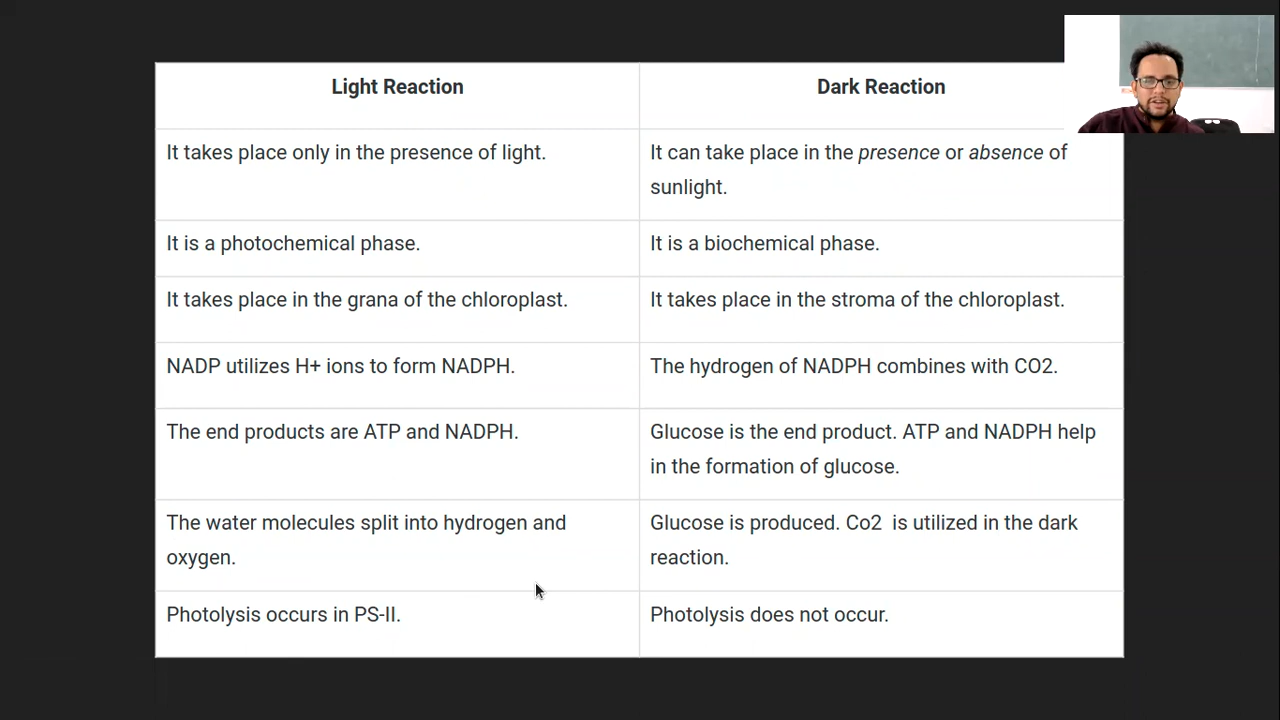 Light Reaction
Dark Reaction
It takes place only in the presence of light.
It can take place in the presence or absence of
sunlight.
It is a photochemical phase.
It is a biochemical phase.
It takes place in the grana of the chloroplast.
It takes place in the stroma of the chloroplast.
NADP utilizes H+ ions to form NADPH.
The hydrogen of NADPH combines with CO2.
The end products are ATP and NADPH.
Glucose is the end product. ATP and NADPH help
in the formation of glucose.
The water molecules split into hydrogen and
oxygen.
Glucose is produced. Co2  is utilized in the dark
reaction.
Photolysis occurs in PS-II.
Photolysis does not occur.